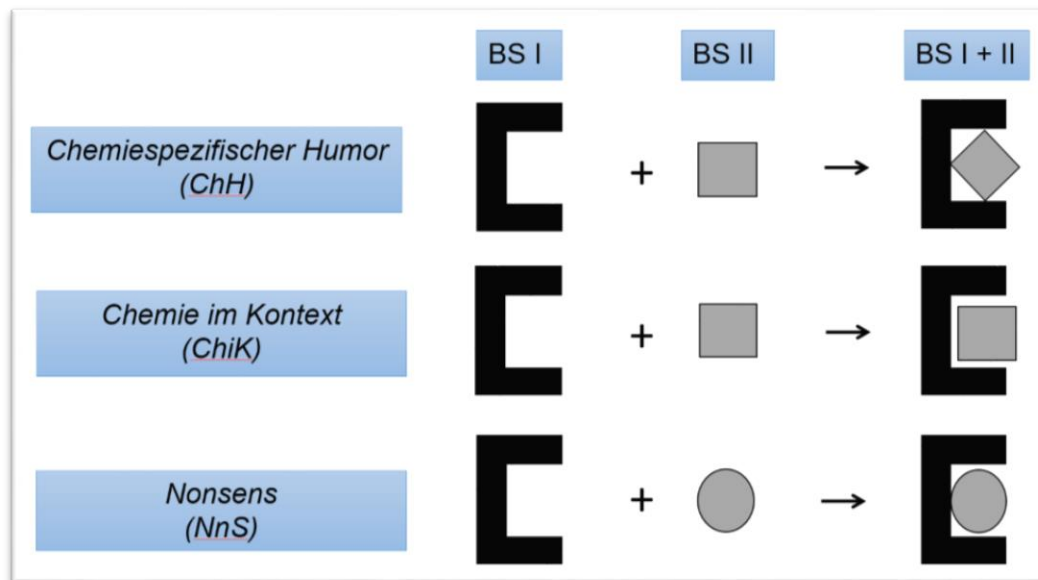 BS I
BS II
BS I + II
Chemiespezifischer Humor
(ChH)
+
Chemie im Kontext
(ChiK)
+
Nonsens
(NnS)
+